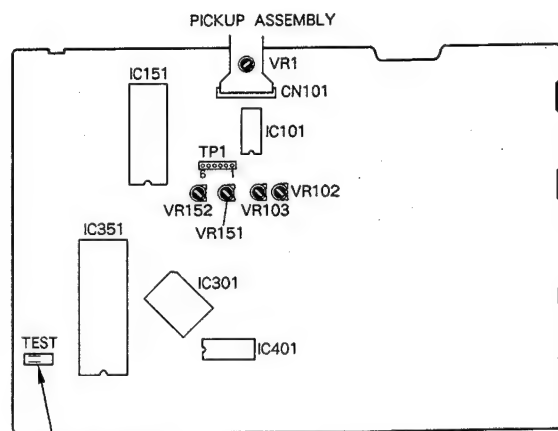 PICKUP ASSEMBLY
VR1
IC151
CN101
IC101
TP1
6 1
VR152
VR151
VR103
VR102
IC351
IC301
TEST
IC401